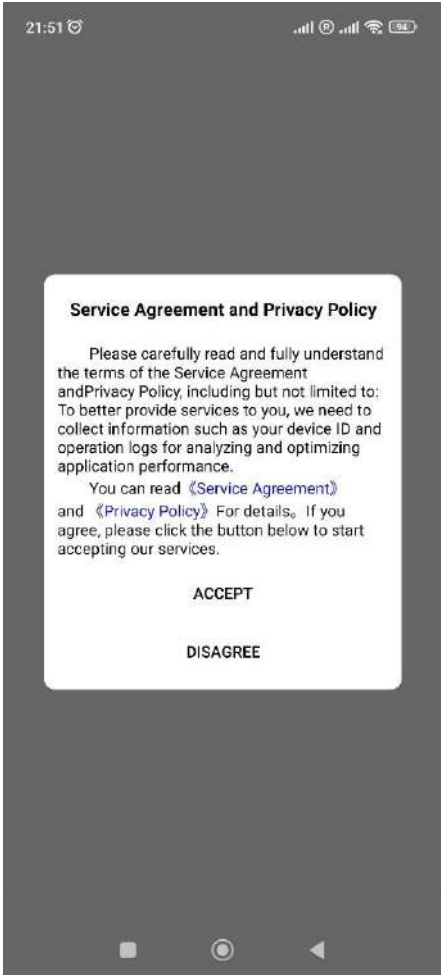 21:51
94
Service Agreement and Privacy Policy
Please carefully read and fully understand
the terms of the Service Agreement
andPrivacy Policy, including but not limited to:
To better provide services to you, we need to
collect information such as your device ID and
operation logs for analyzing and optimizing
application performance.
You can read 《Service Agreement》
and 《Privacy Policy》 For details。 If you
agree, please click the button below to start
accepting our services.
ACCEPT
DISAGREE